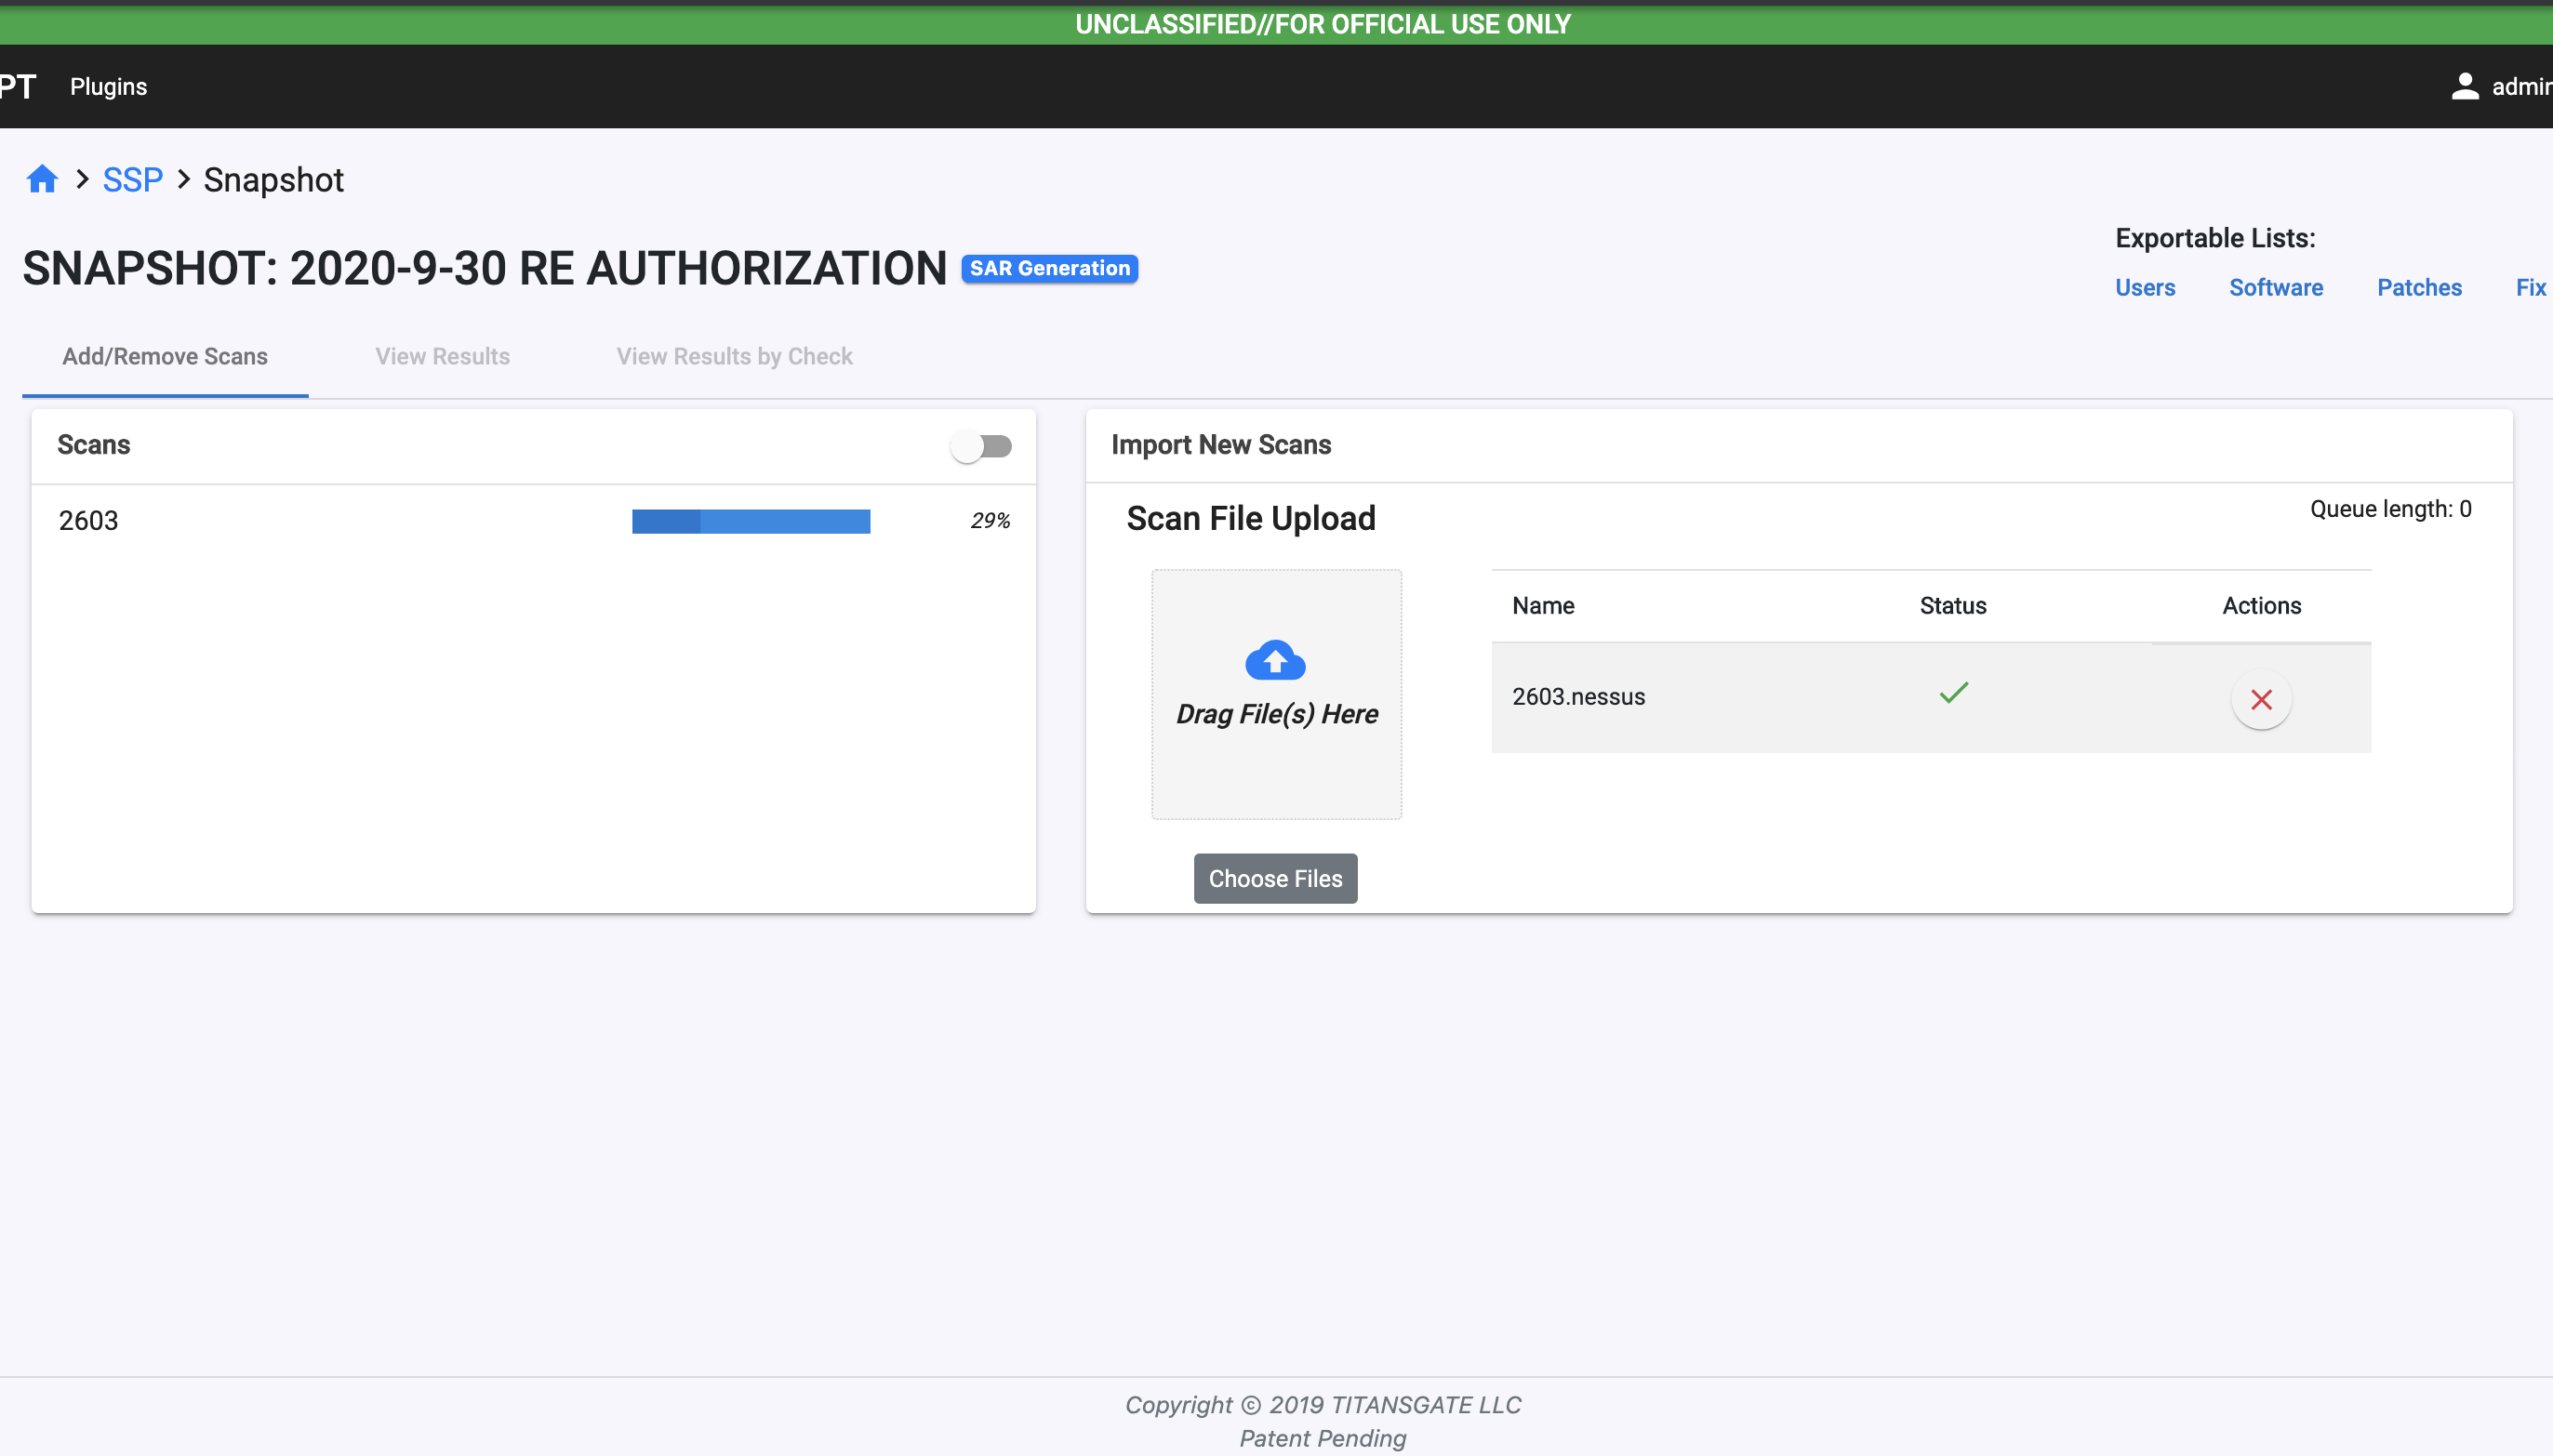 UNCLASSIFIED//FOR OFFICIAL USE ONLY
PT Plugins admin
> SSP > Snapshot
SNAPSHOT: 2020-9-30 RE AUTHORIZATION SAR Generation
Exportable Lists:
Users Software Patches Fix
Add/Remove Scans View Results View Results by Check
Scans
2603 29%
Import New Scans
Scan File Upload
Queue length: 0
Drag File(s) Here
Choose Files
Name Status Actions
2603.nessus
Copyright © 2019 TITANSGATE LLC
Patent Pending